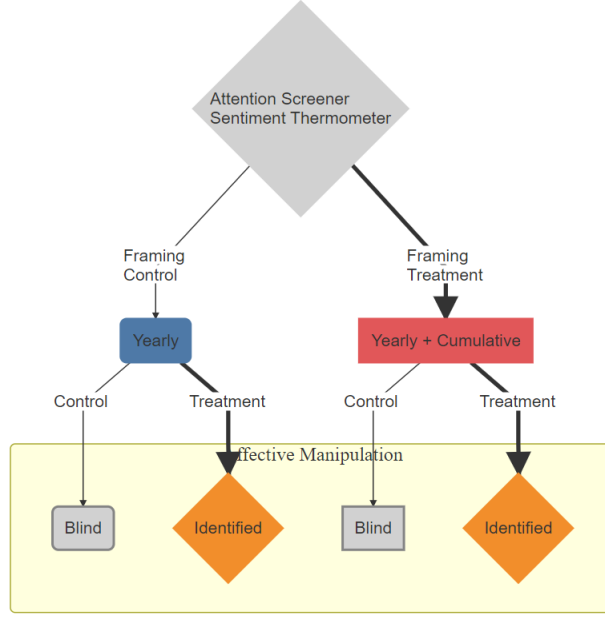 Attention Screener
Sentiment Thermometer
Framing
Control
Framing
Treatment
Yearly
Yearly + Cumulative
Control
Treatment
Control
Treatment
ffective Manipulation
Blind
Identified
Blind
Identified